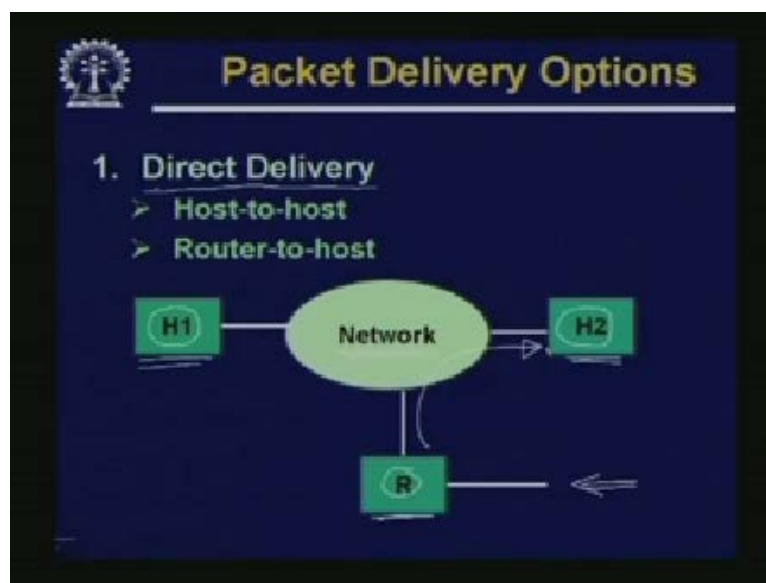 Packet Delivery Options
1. Direct Delivery
➢ Host-to-host
➢ Router-to-host
H1
Network
H2
R